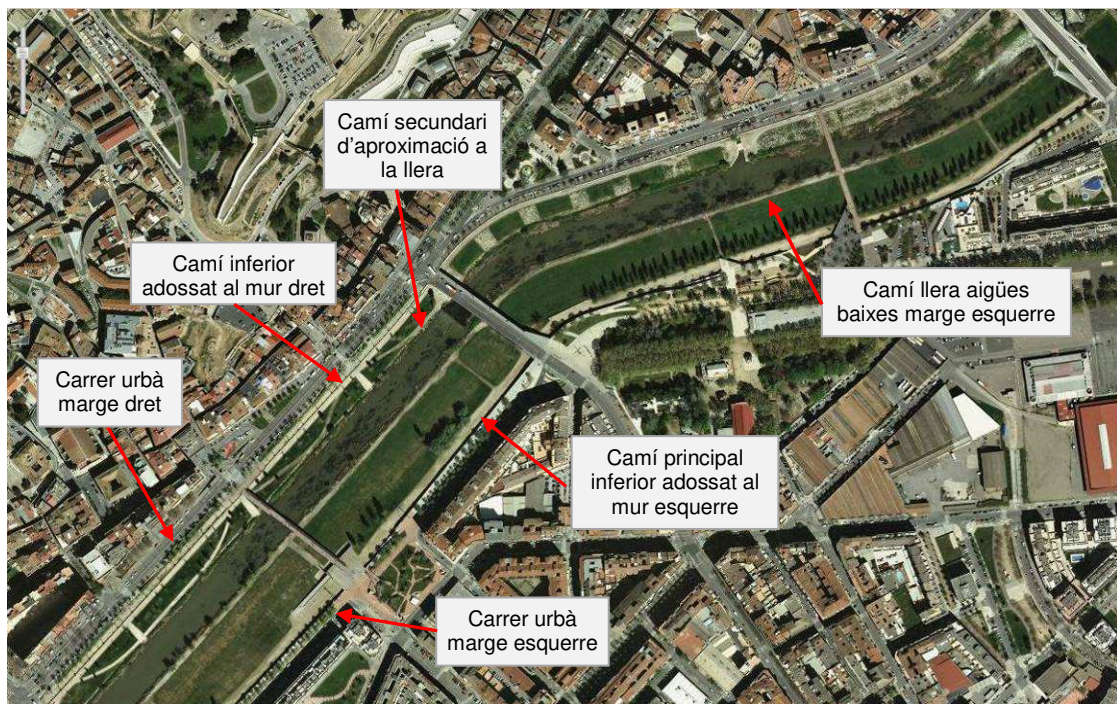 Camí secundari
d'aproximació a
la llera
Camí inferior
adossat al mur dret
Camí llera aigües
baixes marge esquerre
Carrer urbà
marge dret
Camí principal
inferior adossat al
mur esquerre
Carrer urbà
marge esquerre